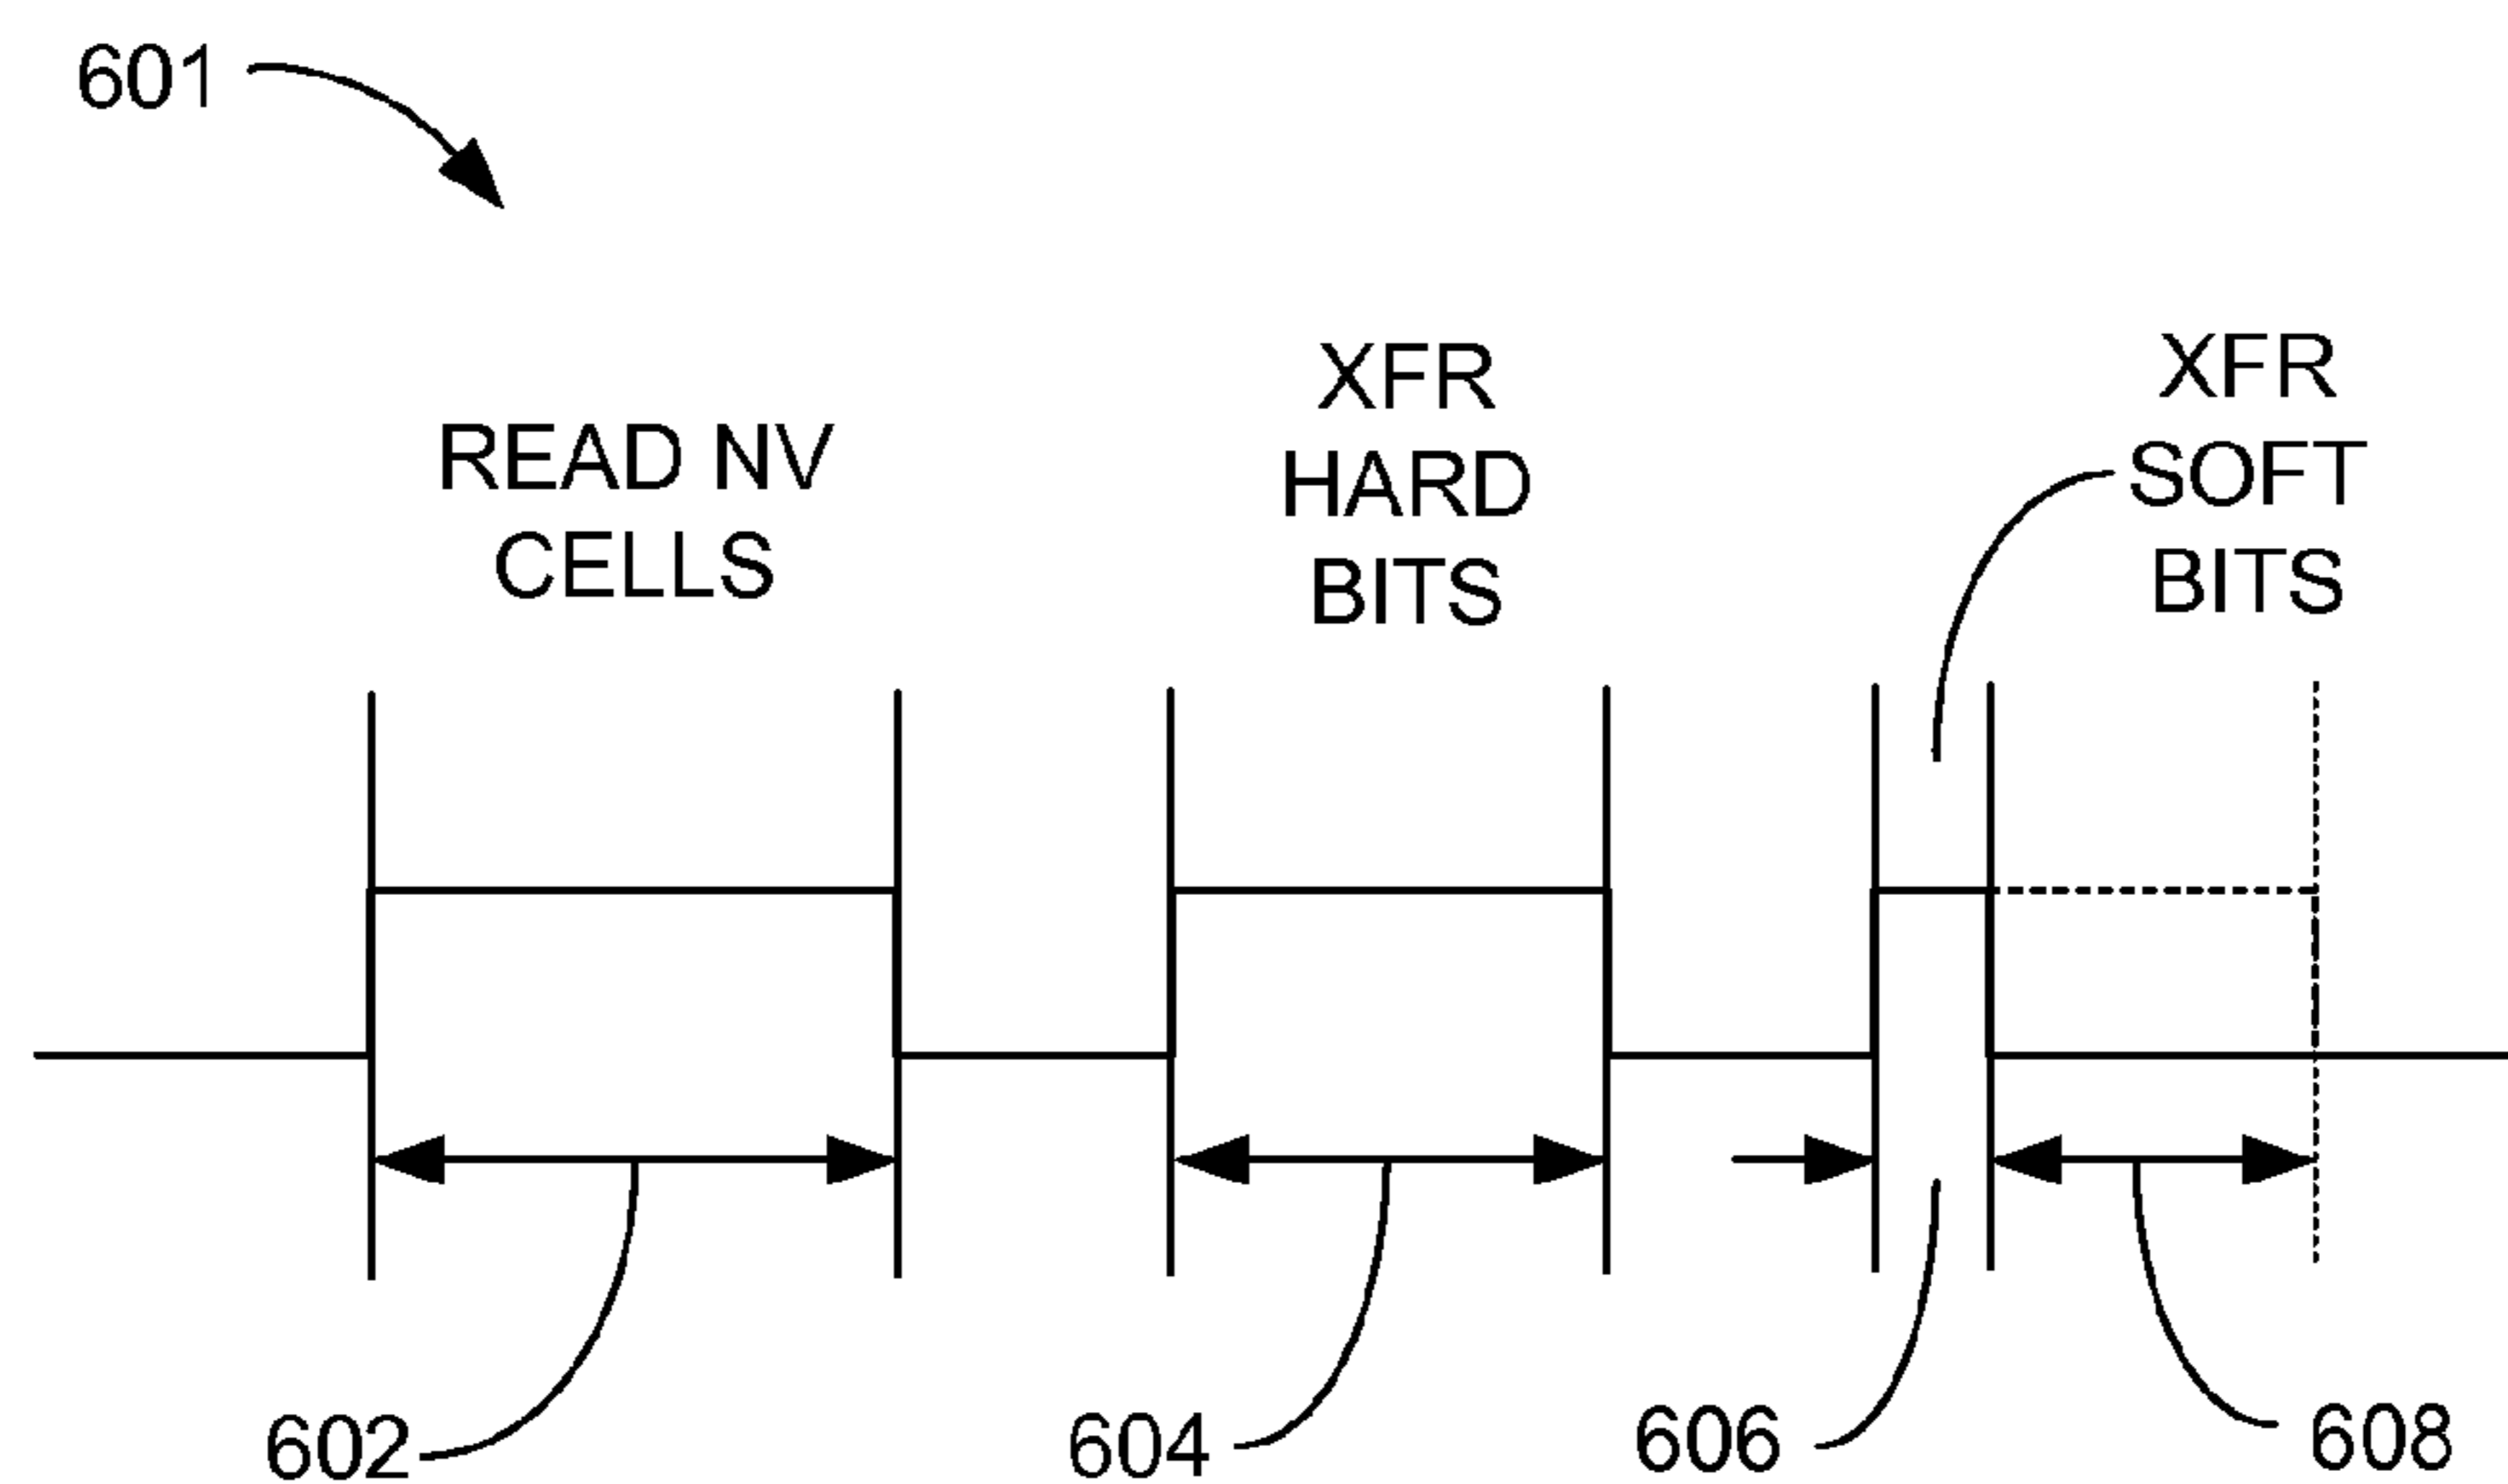 601
READ NV
CELLS
XFR
HARD
BITS
XFR
SOFT
BITS
602
604
606
608